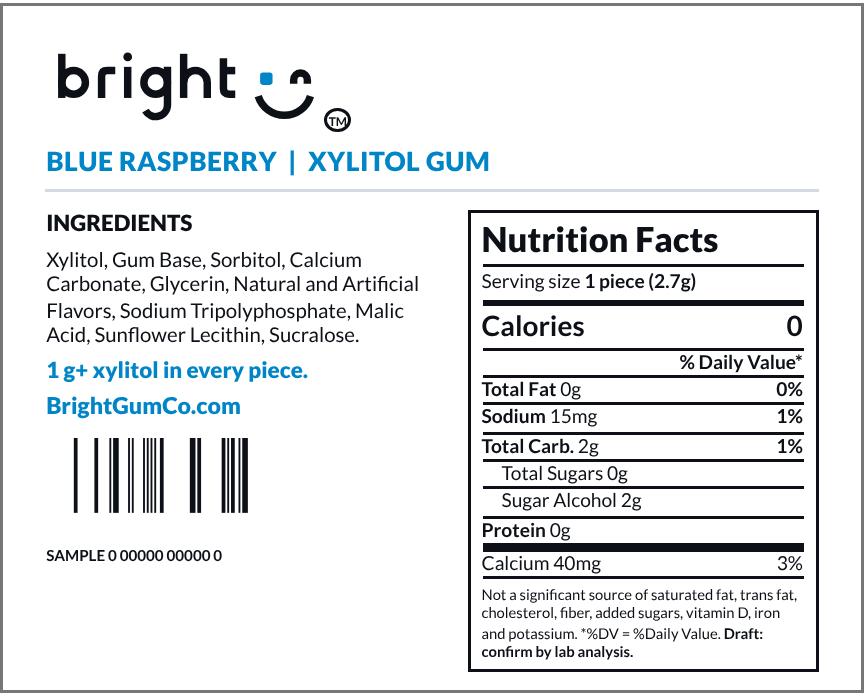 bright
TM
BLUE RASPBERRY | XYLITOL GUM
INGREDIENTS
Xylitol, Gum Base, Sorbitol, Calcium
Carbonate, Glycerin, Natural and Artificial
Flavors, Sodium Tripolyphosphate, Malic
Acid, Sunflower Lecithin, Sucralose.
1 g+ xylitol in every piece.
BrightGumCo.com
SAMPLE 0 00000 00000 0
Nutrition Facts
Serving size 1 piece (2.7g)
Calories 0
% Daily Value*
Total Fat 0g 0%
Sodium 15mg 1%
Total Carb. 2g 1%
Total Sugars 0g
Sugar Alcohol 2g
Protein 0g
Calcium 40mg 3%
Not a significant source of saturated fat, trans fat,
cholesterol, fiber, added sugars, vitamin D, iron
and potassium. *%DV = %Daily Value. Draft:
confirm by lab analysis.